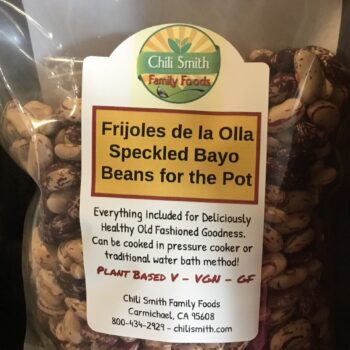 Chili Smith
Family Foods
Frijoles de la Olla
Speckled Bayo
Beans for the Pot
Everything included for Deliciously
Healthy Old Fashioned Goodness.
Can be cooked in pressure cooker or
traditional water bath method!
PLANT BASED V - VGN - GF
Chili Smith Family Foods
Carmichael, CA 95608
800-434-2929 - chilismith.com